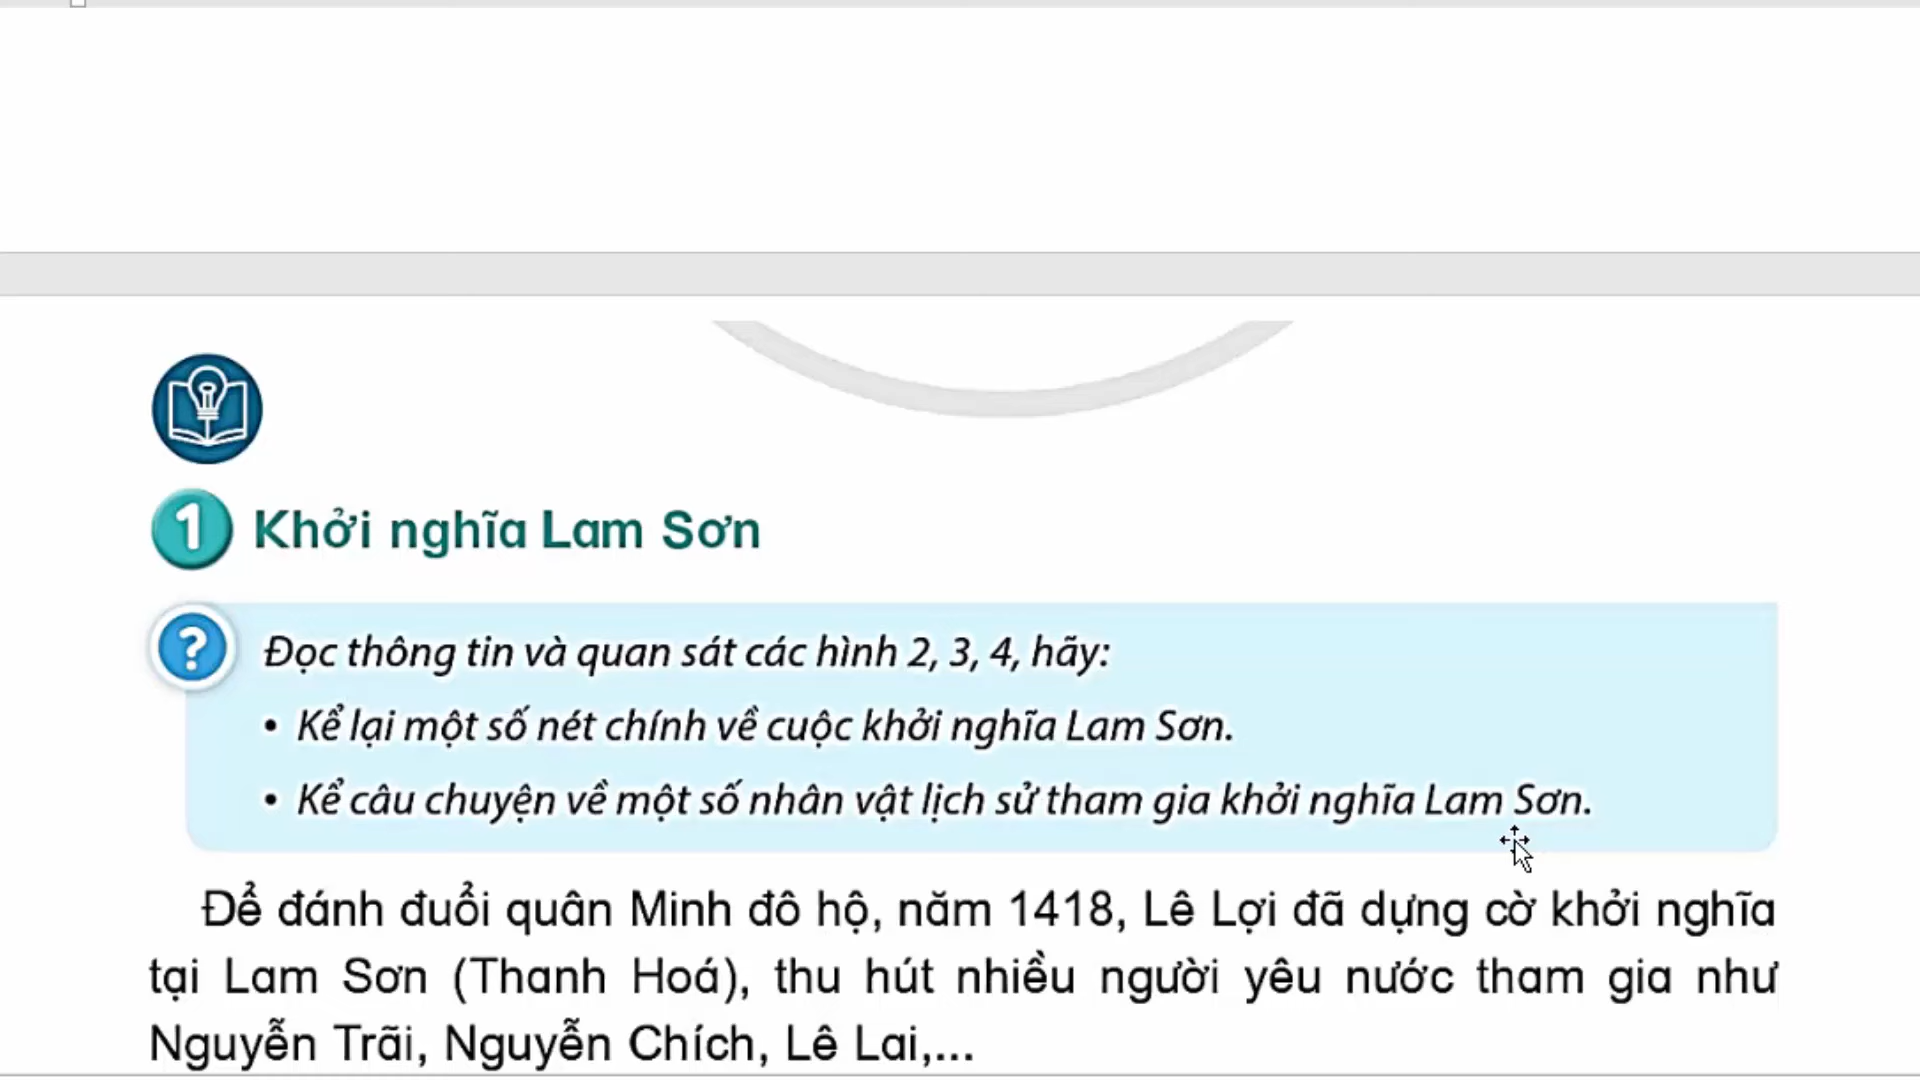 1 Khởi nghĩa Lam Sơn
? Đọc thông tin và quan sát các hình 2, 3, 4, hãy:
• Kể lại một số nét chính về cuộc khởi nghĩa Lam Sơn.
• Kể câu chuyện về một số nhân vật lịch sử tham gia khởi nghĩa Lam Sơn.
Để đánh đuổi quân Minh đô hộ, năm 1418, Lê Lợi đã dựng cờ khởi nghĩa
tại Lam Sơn (Thanh Hoá), thu hút nhiều người yêu nước tham gia như
Nguyễn Trãi, Nguyễn Chích, Lê Lai,...